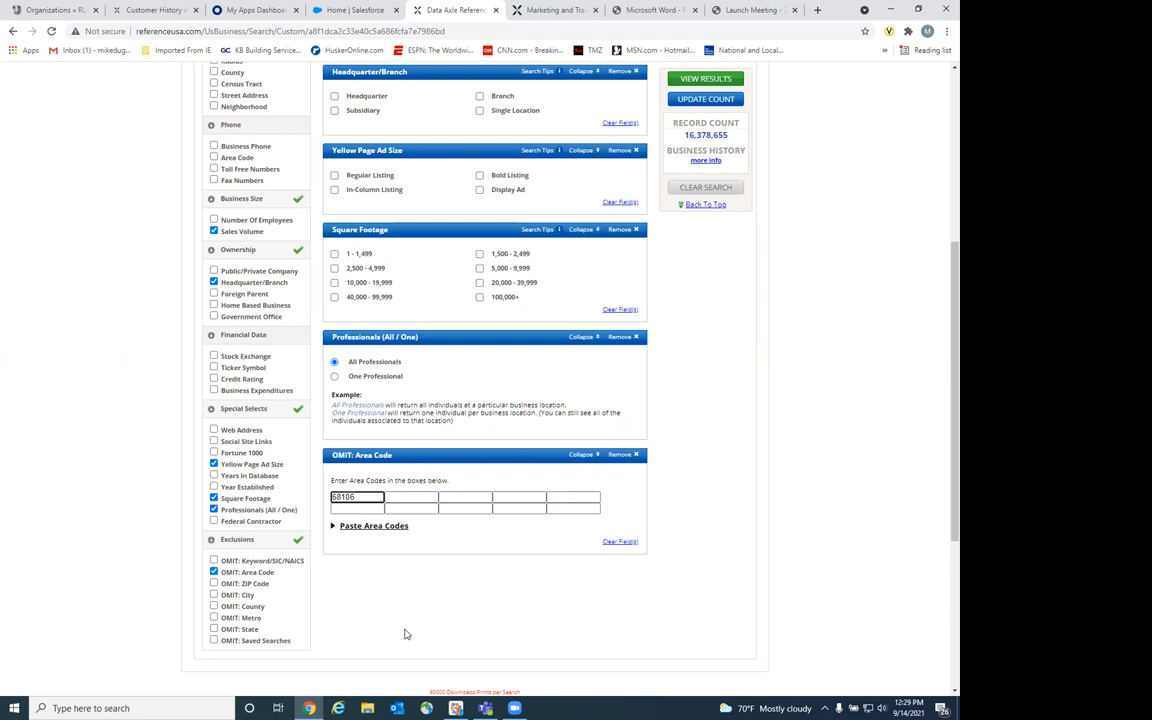 Organizations « RU
Customer History A
My Apps Dashboa
Home | Salesforce
Data Axle Referenc
Marketing and Tra
Microsoft Word - R
Launch Meeting - Z
Not secure | referenceusa.com/UsBusiness/Search/Custom/a8f1dca2c33e40c5a686fcfa7e7986bd
Apps
Inbox (1) - mikedug...
Imported From IE
KB Building Service...
HuskerOnline.com
ESPN: The Worldwi...
CNN.com - Breakin...
TMZ
MSN.com - Hotmail...
National and Local...
Reading list
County
Census Tract
Street Address
Neighborhood
Phone
Business Phone
Area Code
Toll Free Numbers
Fax Numbers
Business Size
Number Of Employees
Sales Volume
Ownership
Public/Private Company
Headquarter/Branch
Foreign Parent
Home Based Business
Government Office
Financial Data
Stock Exchange
Ticker Symbol
Credit Rating
Business Expenditures
Special Selects
Web Address
Social Site Links
Fortune 1000
Yellow Page Ad Size
Years In Database
Year Established
Square Footage
Professionals (All / One)
Federal Contractor
Exclusions
OMIT: Keyword/SIC/NAICS
OMIT: Area Code
OMIT: ZIP Code
OMIT: City
OMIT: County
OMIT: Metro
OMIT: State
OMIT: Saved Searches
Headquarter/Branch Search Tips Collapse Remove
Headquarter Branch
Subsidiary Single Location
Clear Field(s)
Yellow Page Ad Size Search Tips Collapse Remove
Regular Listing Bold Listing
In-Column Listing Display Ad
Clear Field(s)
Square Footage Search Tips Collapse Remove
1 - 1,499 1,500 - 2,499
2,500 - 4,999 5,000 - 9,999
10,000 - 19,999 20,000 - 39,999
40,000 - 99,999 100,000+
Clear Field(s)
Professionals (All / One) Collapse Remove
All Professionals
One Professional
Example:
All Professionals will return all individuals at a particular business location.
One Professional will return one individual per business location. (You can still see all of the
individuals associated to that location)
OMIT: Area Code Collapse Remove
Enter Area Codes in the boxes below.
68106
Paste Area Codes
Clear Field(s)
VIEW RESULTS
UPDATE COUNT
RECORD COUNT
16,378,655
BUSINESS HISTORY
more info
CLEAR SEARCH
Back To Top
60000 Downloads/Prints per Search
Type here to search
70°F Mostly cloudy
12:29 PM
9/14/2021
26